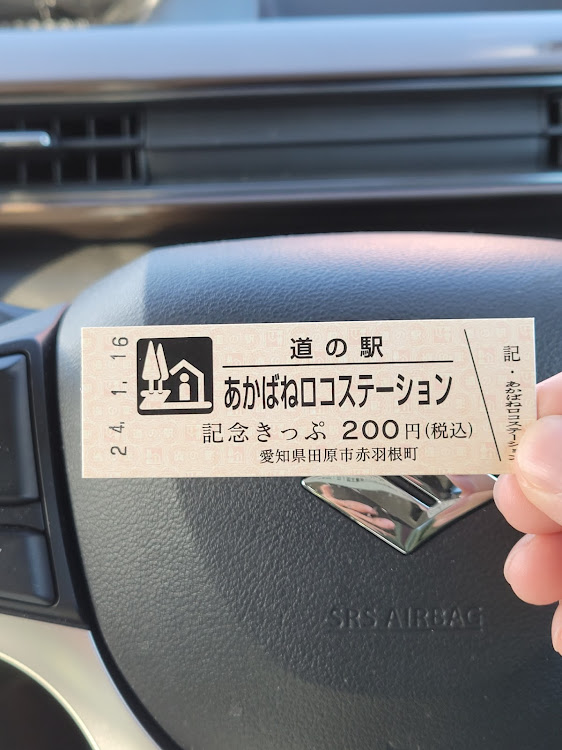 24.1.16
道の駅
あかばねロコステーション
記念きっぷ 200円(税込)
愛知県田原市赤羽根町
記・あかばねロコステーション
SRS AIRBAG